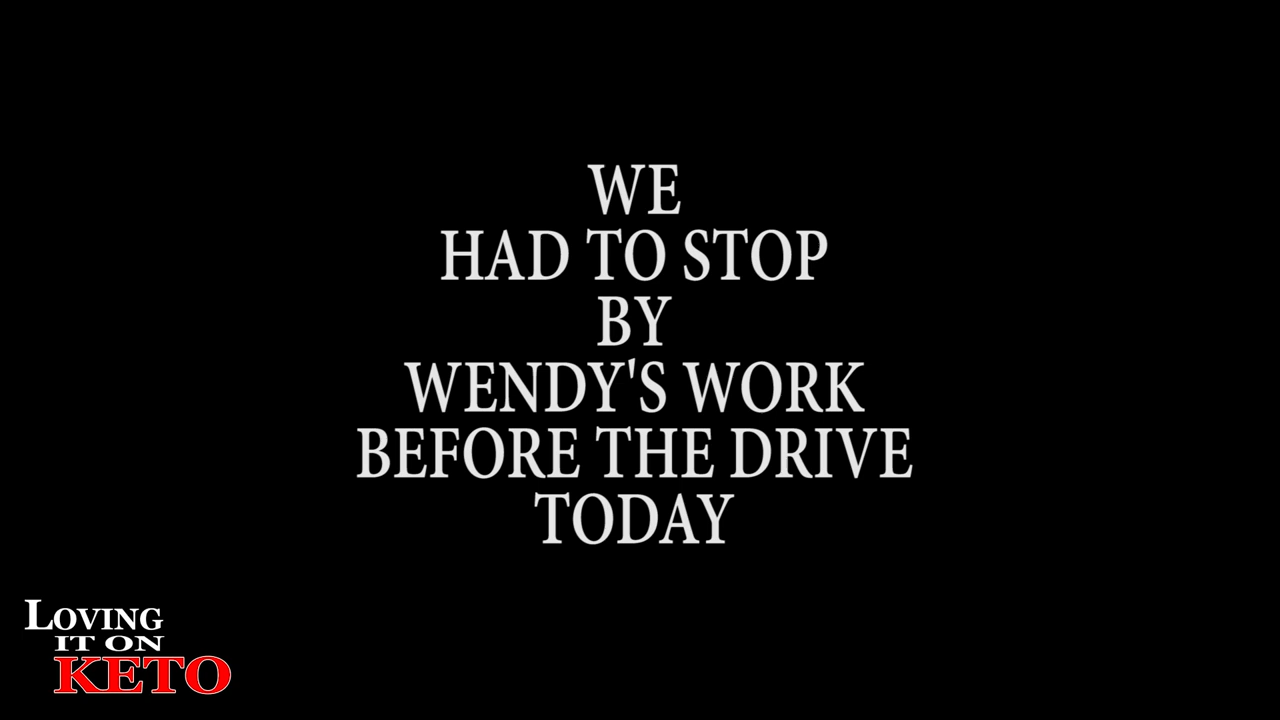 WE
HAD TO STOP
BY
WENDY'S WORK
BEFORE THE DRIVE
TODAY
LOVING
IT ON
KETO